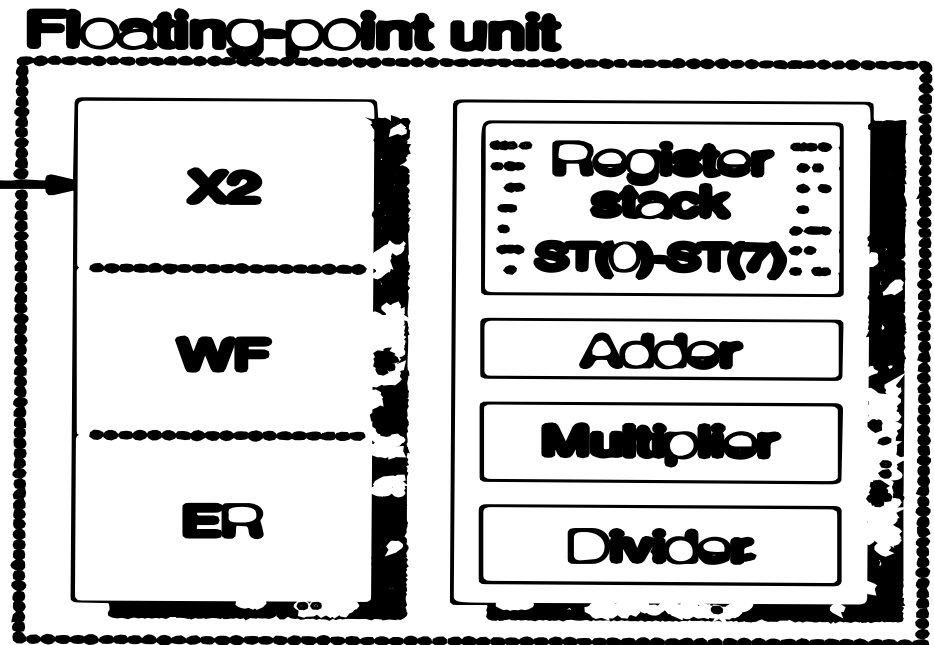 Floating-point unit
X2
WF
ER
Register
stack
ST(0)-ST(7)
Adder
Multiplier
Divider